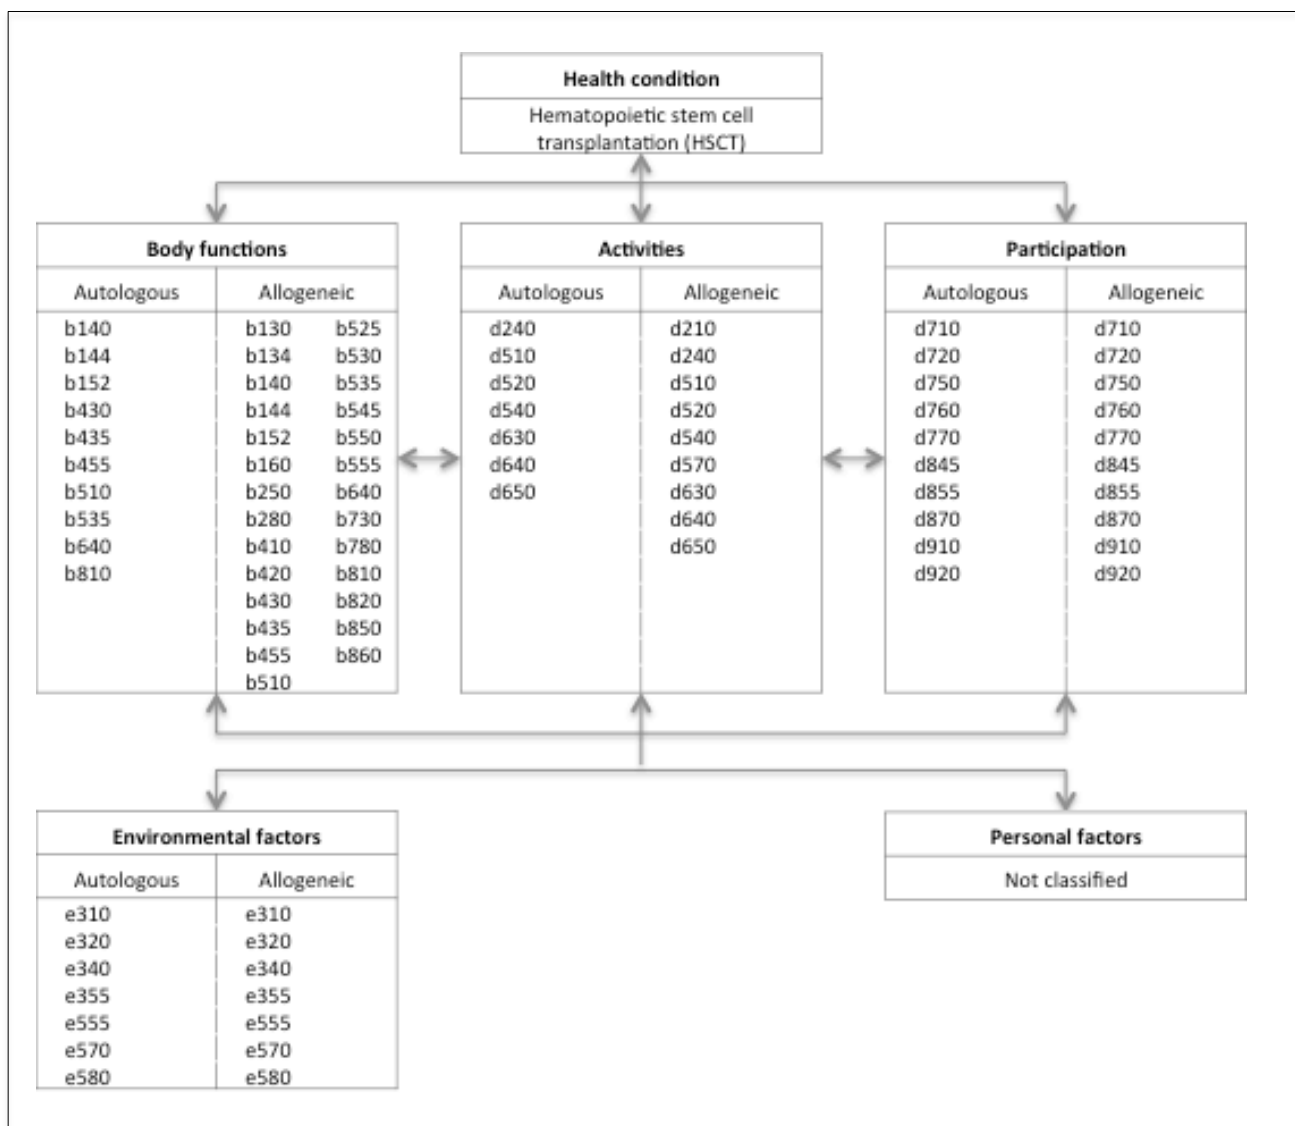 Health condition
Hematopoietic stem cell
transplantation (HSCT)
Body functions
Autologous Allogeneic
b140 b130 b525
b144 b134 b530
b152 b140 b535
b430 b144 b545
b435 b152 b550
b455 b160 b555
b510 b250 b640
b535 b280 b730
b640 b410 b780
b810 b420 b810
b430 b820
b435 b850
b455 b860
b510
Activities
Autologous Allogeneic
d240 d210
d510 d240
d520 d510
d540 d520
d630 d540
d640 d570
d650 d630
d640
d650
Participation
Autologous Allogeneic
d710 d710
d720 d720
d750 d750
d760 d760
d770 d770
d845 d845
d855 d855
d870 d870
d910 d910
d920 d920
Environmental factors
Autologous Allogeneic
e310 e310
e320 e320
e340 e340
e355 e355
e555 e555
e570 e570
e580 e580
Personal factors
Not classified